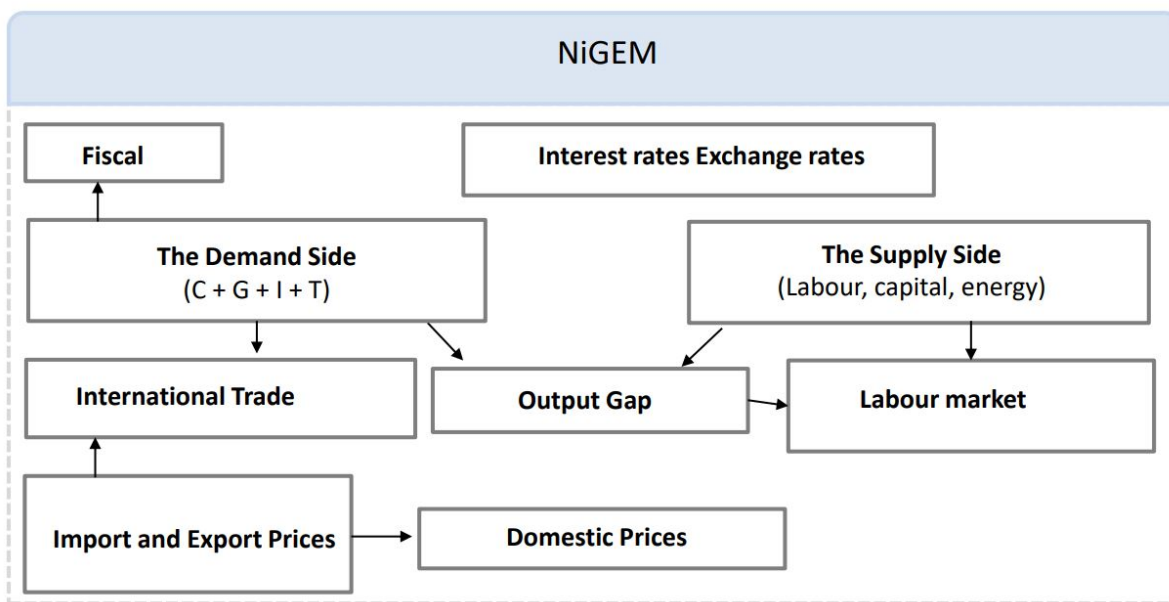 NiGEM
Fiscal
Interest rates Exchange rates
The Demand Side
(C + G + I + T)
The Supply Side
(Labour, capital, energy)
International Trade
Output Gap
Labour market
Import and Export Prices
Domestic Prices